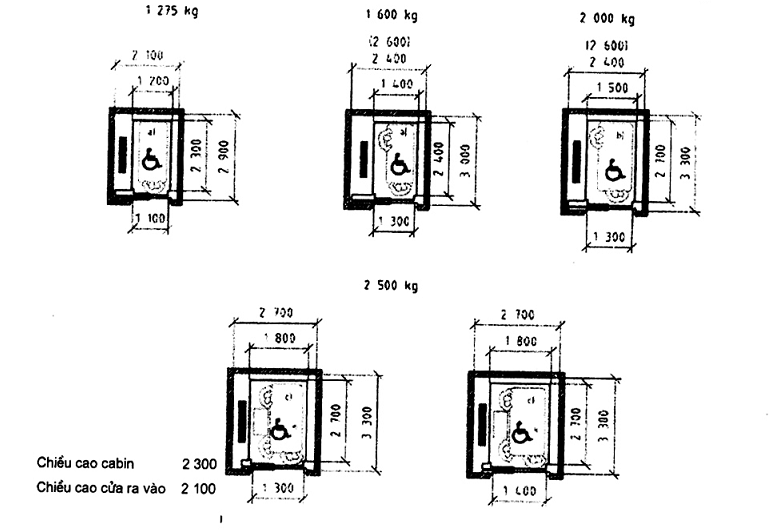 1 275 kg
1 600 kg
2 000 kg
2 100
1 200
a)
2 300
2 900
1 100
(2 600)
2 400
1 400
a)
2 400
3 000
1 300
(2 600)
2 400
1 500
b)
2 700
3 300
1 300
2 500 kg
2 700
1 800
c)
2 700
3 300
1 300
2 700
1 800
c)
2 700
3 300
1 400
Chiều cao cabin 2 300
Chiều cao cửa ra vào 2 100